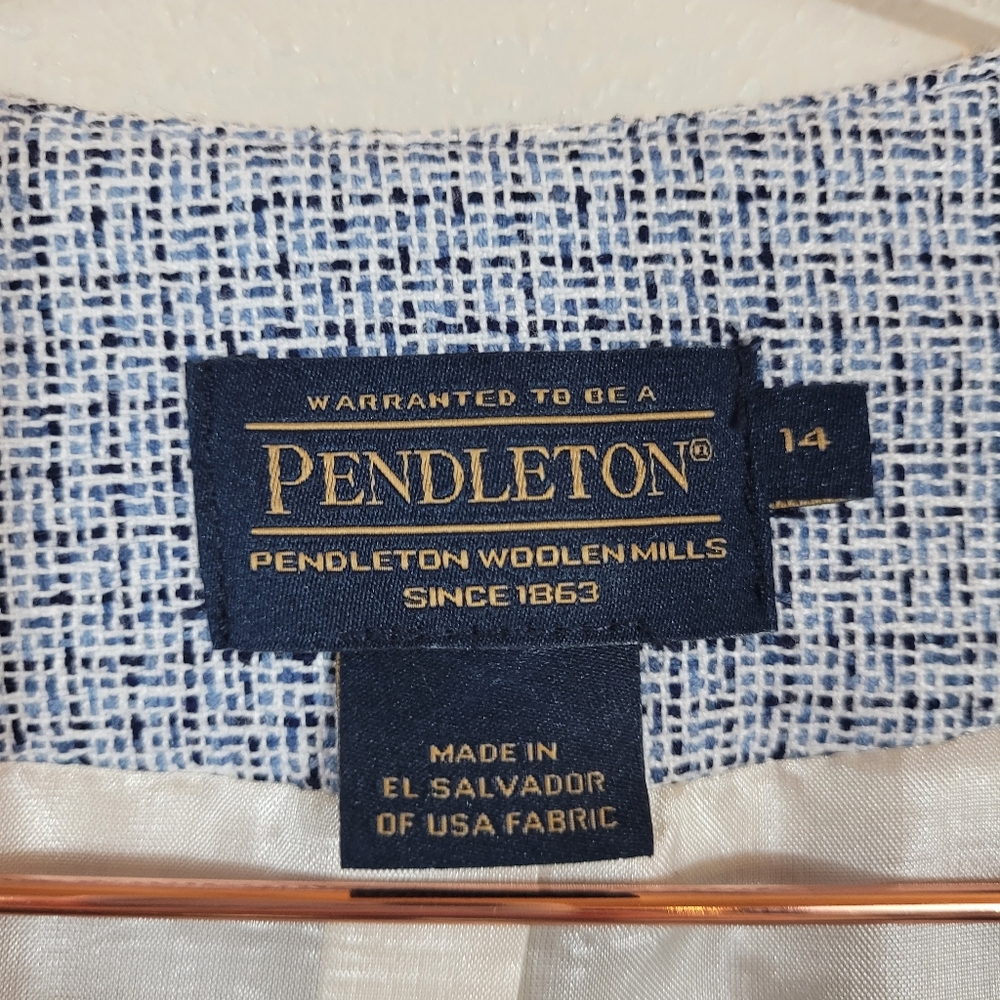 WARRANTED TO BE A
PENDLETON®
14
PENDLETON WOOLEN MILLS
SINCE 1863
MADE IN
EL SALVADOR
OF USA FABRIC